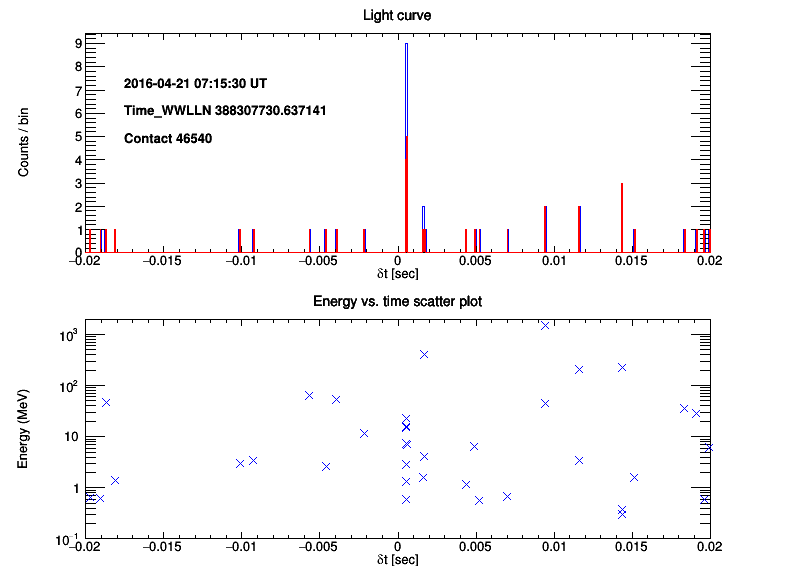 Light curve
Counts / bin
9
8
7
6
5
4
3
2
1
0
2016-04-21 07:15:30 UT
Time_WWLLN 388307730.637141
Contact 46540
−0.02 −0.015 −0.01 −0.005 0 0.005 0.01 0.015 0.02
δt [sec]
Energy vs. time scatter plot
Energy (MeV)
10³
10²
10
1
10⁻¹
−0.02 −0.015 −0.01 −0.005 0 0.005 0.01 0.015 0.02
δt [sec]